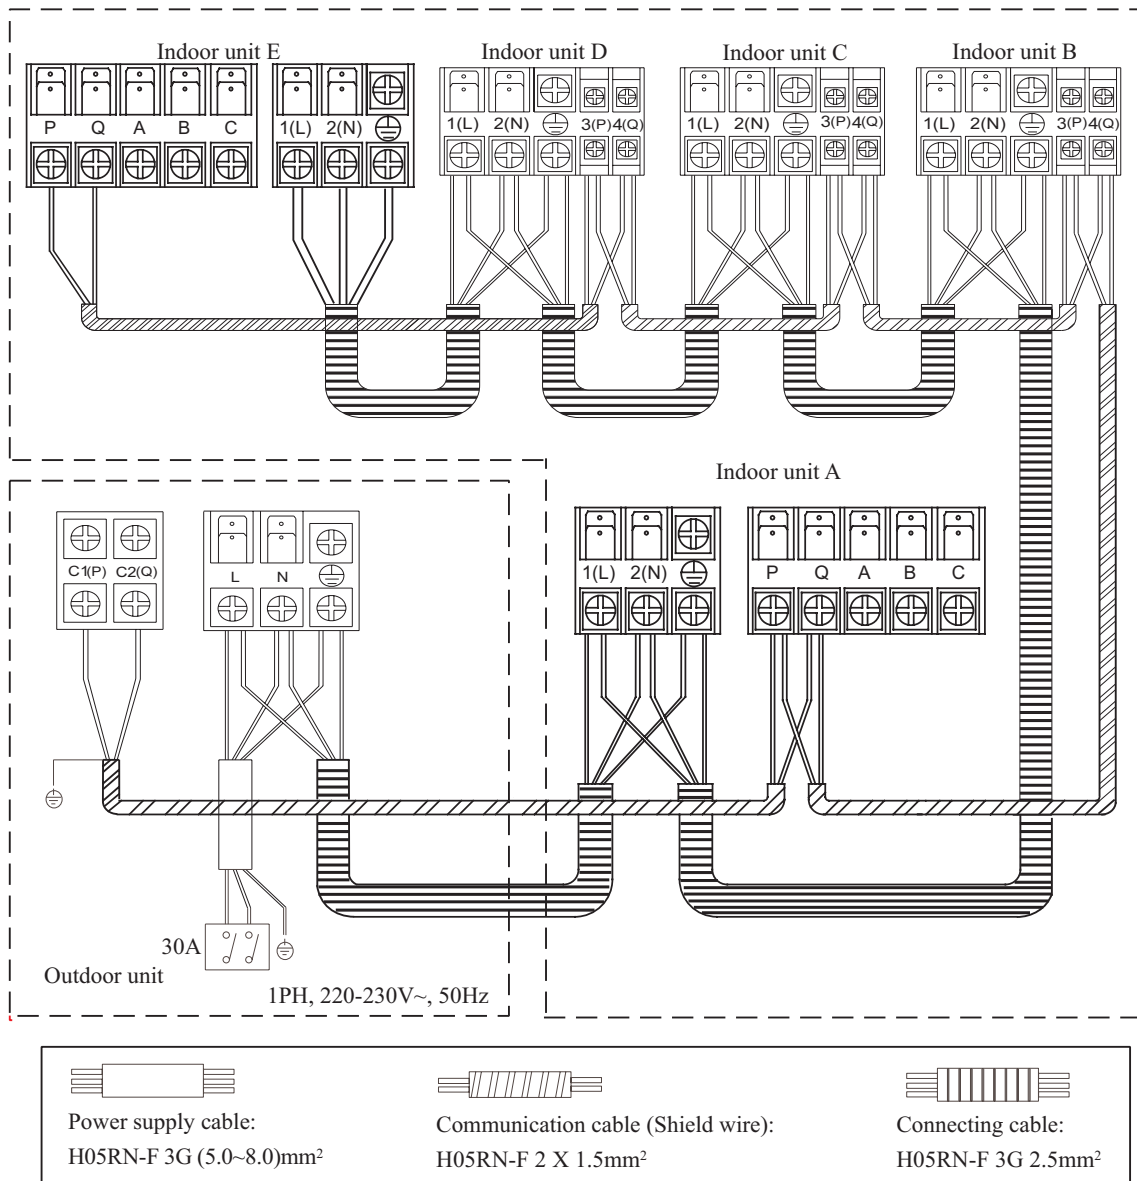 Indoor unit E Indoor unit D Indoor unit C Indoor unit B
P Q A B C 1(L) 2(N) 1(L) 2(N) 3(P) 4(Q) 1(L) 2(N) 3(P) 4(Q) 1(L) 2(N) 3(P) 4(Q)
Indoor unit A
C1(P) C2(Q) L N 1(L) 2(N) P Q A B C
30A
Outdoor unit
1PH, 220-230V~, 50Hz
Power supply cable:
H05RN-F 3G (5.0~8.0)mm²
Communication cable (Shield wire):
H05RN-F 2 X 1.5mm²
Connecting cable:
H05RN-F 3G 2.5mm²